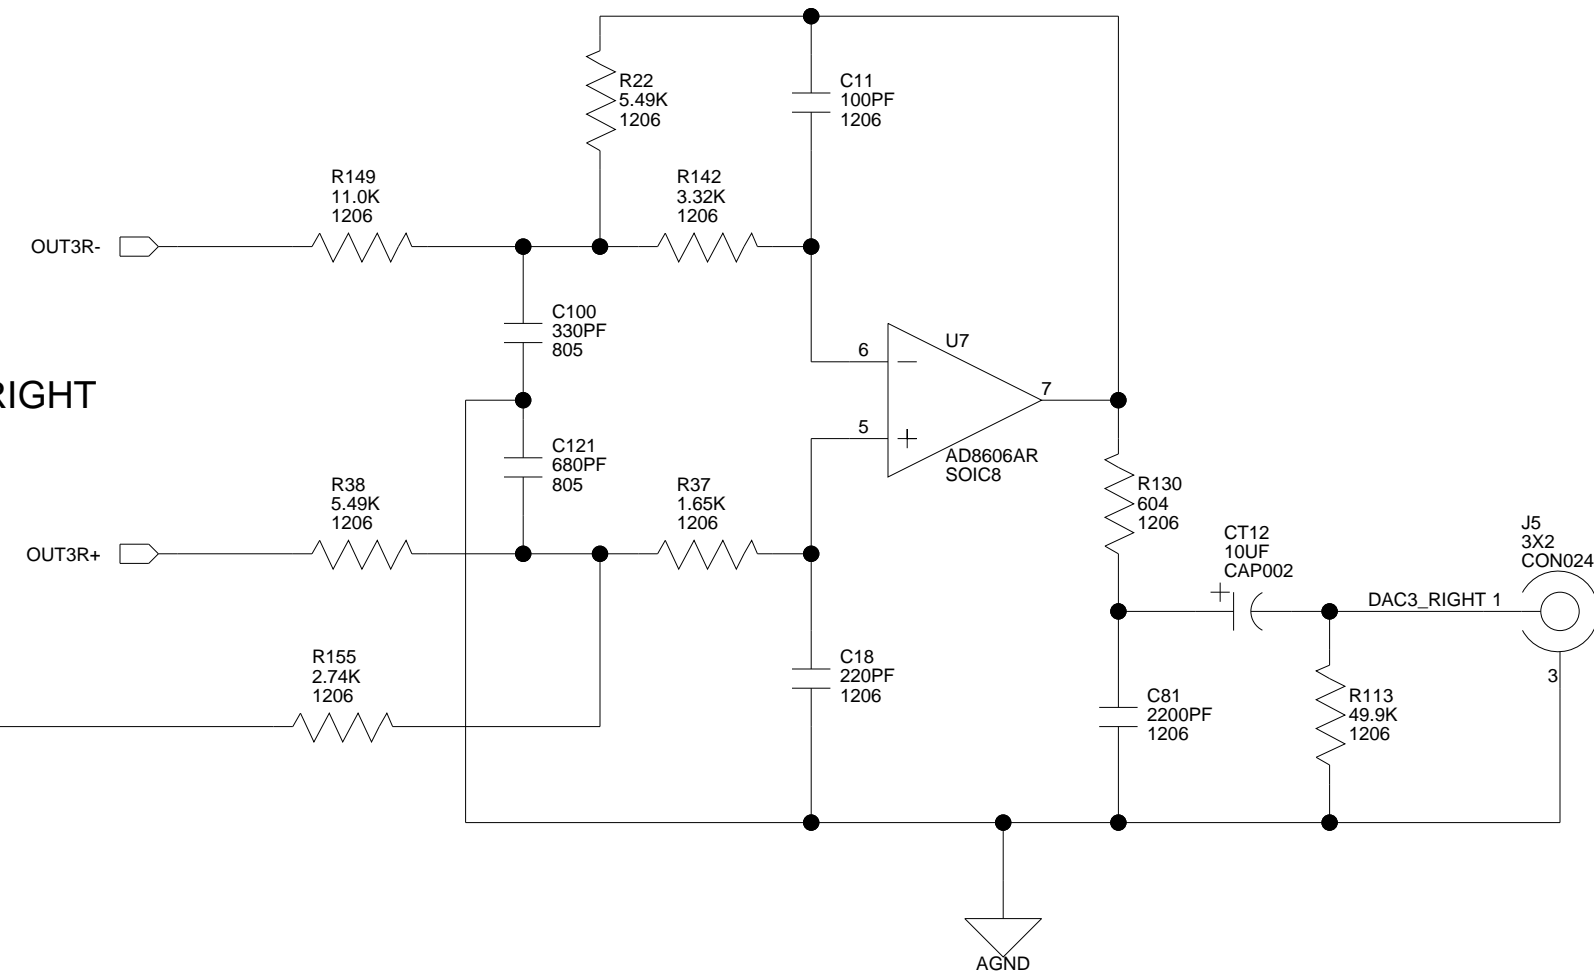 R22
5.49K
1206
C11
100PF
1206
R149
11.0K
1206
R142
3.32K
1206
OUT3R-
C100
330PF
805
6
U7
7
RIGHT
5
C121
680PF
805
AD8606AR
SOIC8
R38
5.49K
1206
R37
1.65K
1206
R130
604
1206
OUT3R+
CT12
10UF
CAP002
J5
3X2
CON024
DAC3_RIGHT 1
R155
2.74K
1206
C18
220PF
1206
3
C81
2200PF
1206
R113
49.9K
1206
AGND